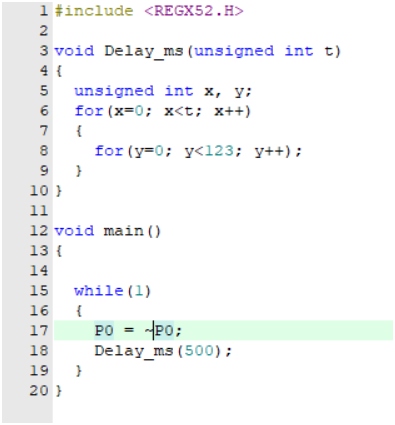 1 #include <REGX52.H>
2
3 void Delay_ms(unsigned int t)
4 {
5   unsigned int x, y;
6   for(x=0; x<t; x++)
7   {
8     for(y=0; y<123; y++);
9   }
10 }
11
12 void main()
13 {
14
15   while(1)
16   {
17     P0 = ~P0;
18     Delay_ms(500);
19   }
20 }